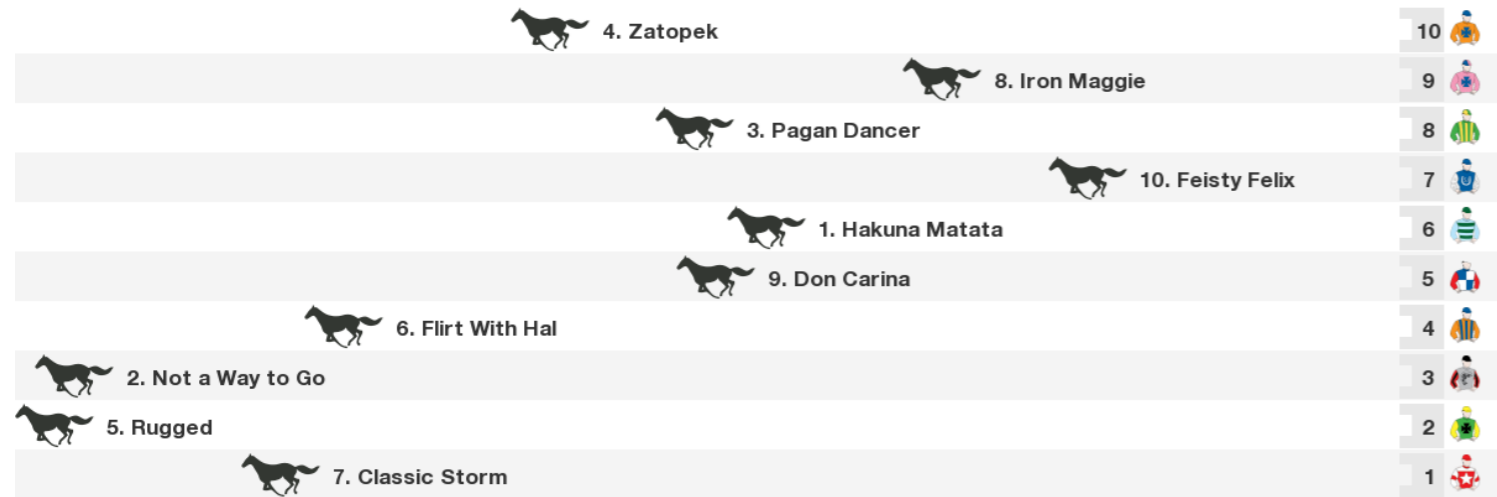 4. Zatopek 10
8. Iron Maggie 9
3. Pagan Dancer 8
10. Feisty Felix 7
1. Hakuna Matata 6
9. Don Carina 5
6. Flirt With Hal 4
2. Not a Way to Go 3
5. Rugged 2
7. Classic Storm 1